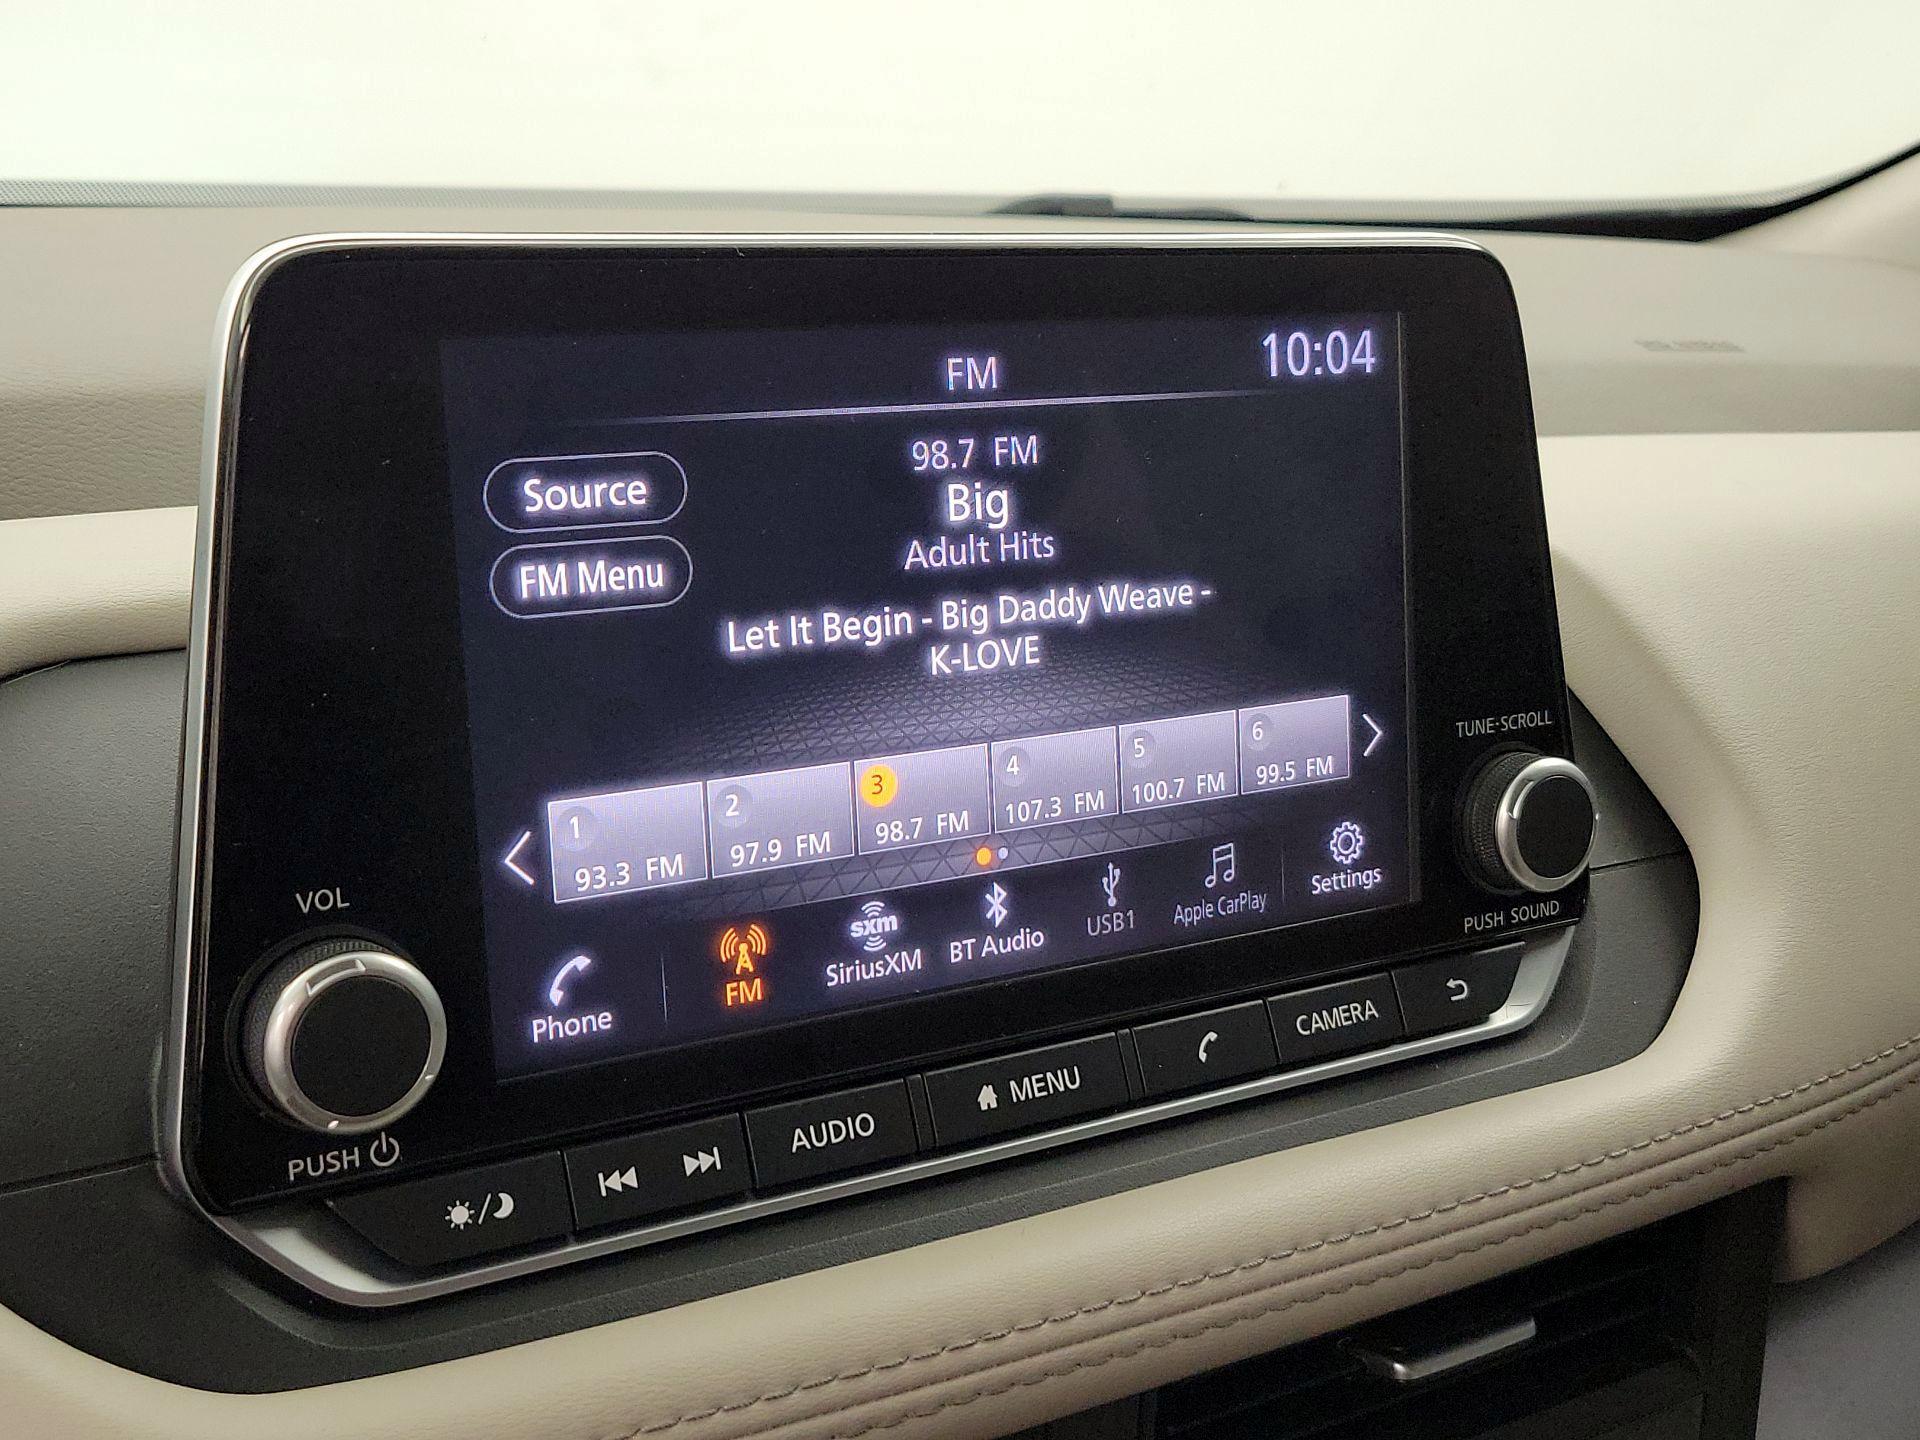 FM
10:04
Source
FM Menu
98.7 FM
Big
Adult Hits
Let It Begin - Big Daddy Weave -
K-LOVE
1
93.3 FM
2
97.9 FM
3
98.7 FM
4
107.3 FM
5
100.7 FM
6
99.5 FM
Phone
FM
sxm
SiriusXM
BT Audio
USB1
Apple CarPlay
Settings
VOL
PUSH
TUNE·SCROLL
PUSH SOUND
AUDIO
MENU
CAMERA